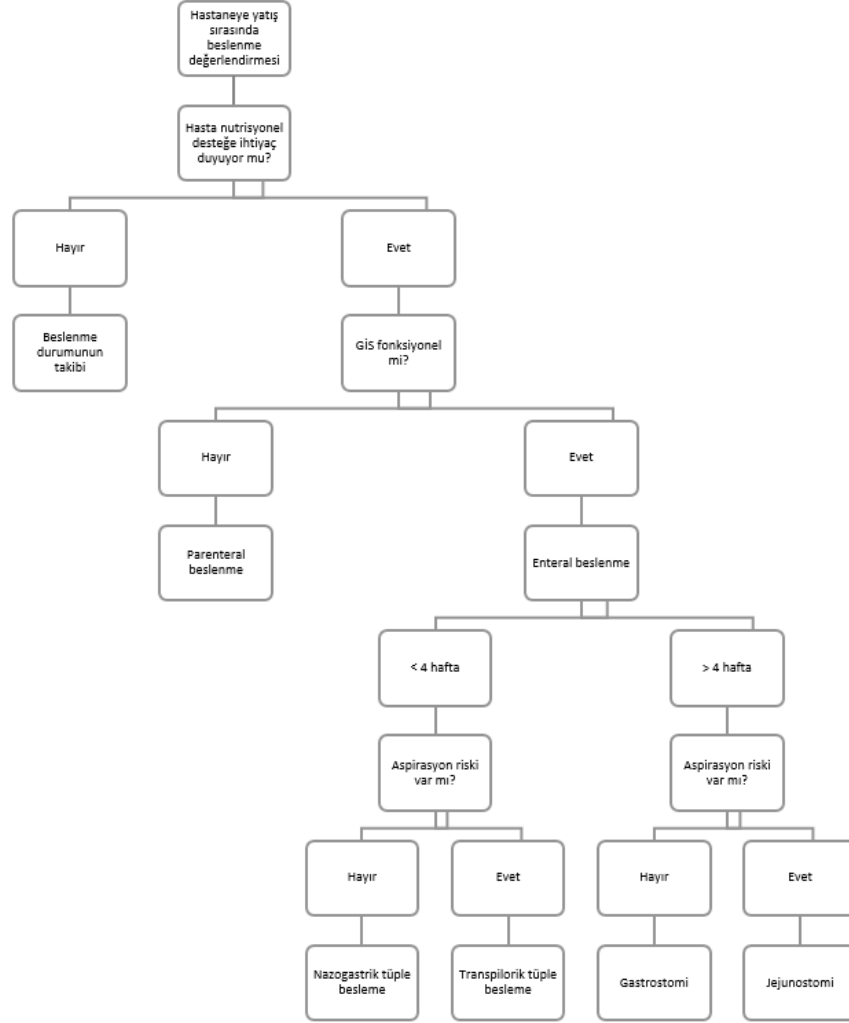 Hastaneye yatış
sırasında
beslenme
değerlendirmesi
Hasta nutrisyonel
desteğe ihtiyaç
duyuyor mu?
Hayır
Evet
Beslenme
durumunun
takibi
GİS fonksiyonel
mi?
Hayır
Evet
Parenteral
beslenme
Enteral beslenme
< 4 hafta
> 4 hafta
Aspirasyon riski
var mı?
Aspirasyon riski
var mı?
Hayır
Evet
Hayır
Evet
Nazogastrik tüple
besleme
Transpilorik tüple
besleme
Gastrostomi
Jejunostomi